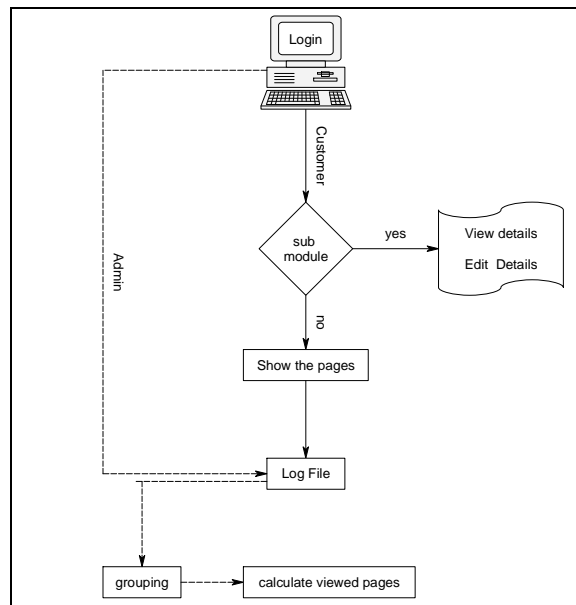 Login
Customer
Admin
sub
module
yes
View details
Edit Details
no
Show the pages
Log File
grouping
calculate viewed pages